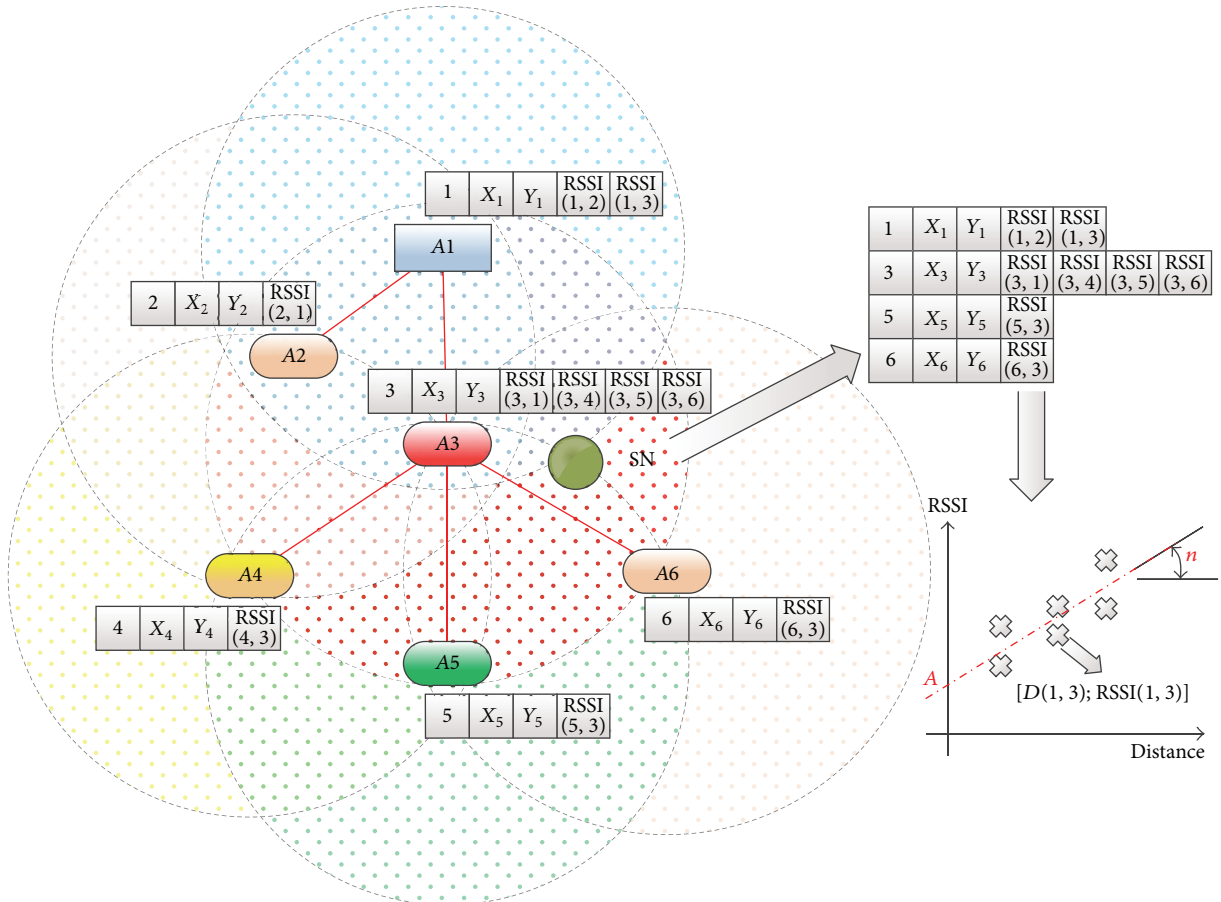 1 X₁ Y₁ RSSI (1, 2) RSSI (1, 3)
A1
2 X₂ Y₂ RSSI (2, 1)
A2
3 X₃ Y₃ RSSI (3, 1) RSSI (3, 4) RSSI (3, 5) RSSI (3, 6)
A3
SN
A4
4 X₄ Y₄ RSSI (4, 3)
A6
6 X₆ Y₆ RSSI (6, 3)
A5
5 X₅ Y₅ RSSI (5, 3)
1 X₁ Y₁ RSSI (1, 2) RSSI (1, 3)
3 X₃ Y₃ RSSI (3, 1) RSSI (3, 4) RSSI (3, 5) RSSI (3, 6)
5 X₅ Y₅ RSSI (5, 3)
6 X₆ Y₆ RSSI (6, 3)
RSSI
n
A
[D(1, 3); RSSI(1, 3)]
Distance